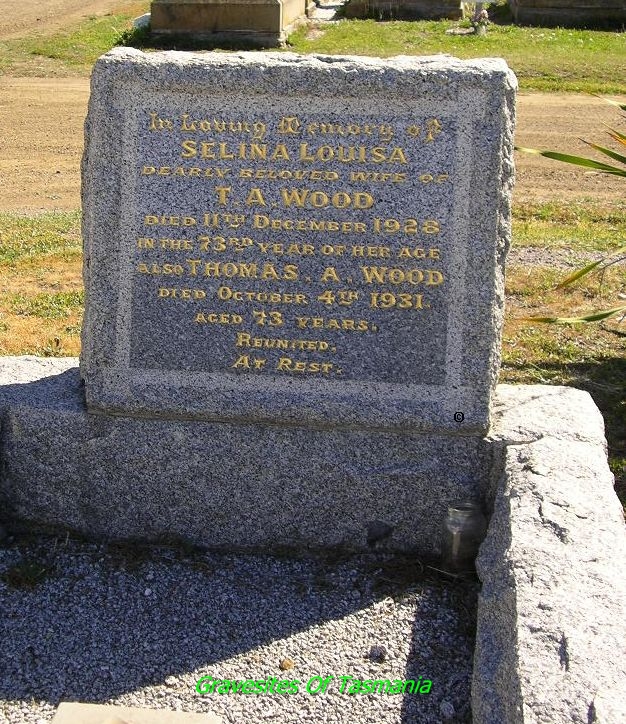 In Loving Memory of
SELINA LOUISA
DEARLY BELOVED WIFE OF
T. A. WOOD
DIED 11TH DECEMBER 1928
IN THE 73RD YEAR OF HER AGE
ALSO THOMAS. A. WOOD
DIED OCTOBER 4TH 1931.
AGED 73 YEARS.
REUNITED.
AT REST.
©
Gravesites Of Tasmania